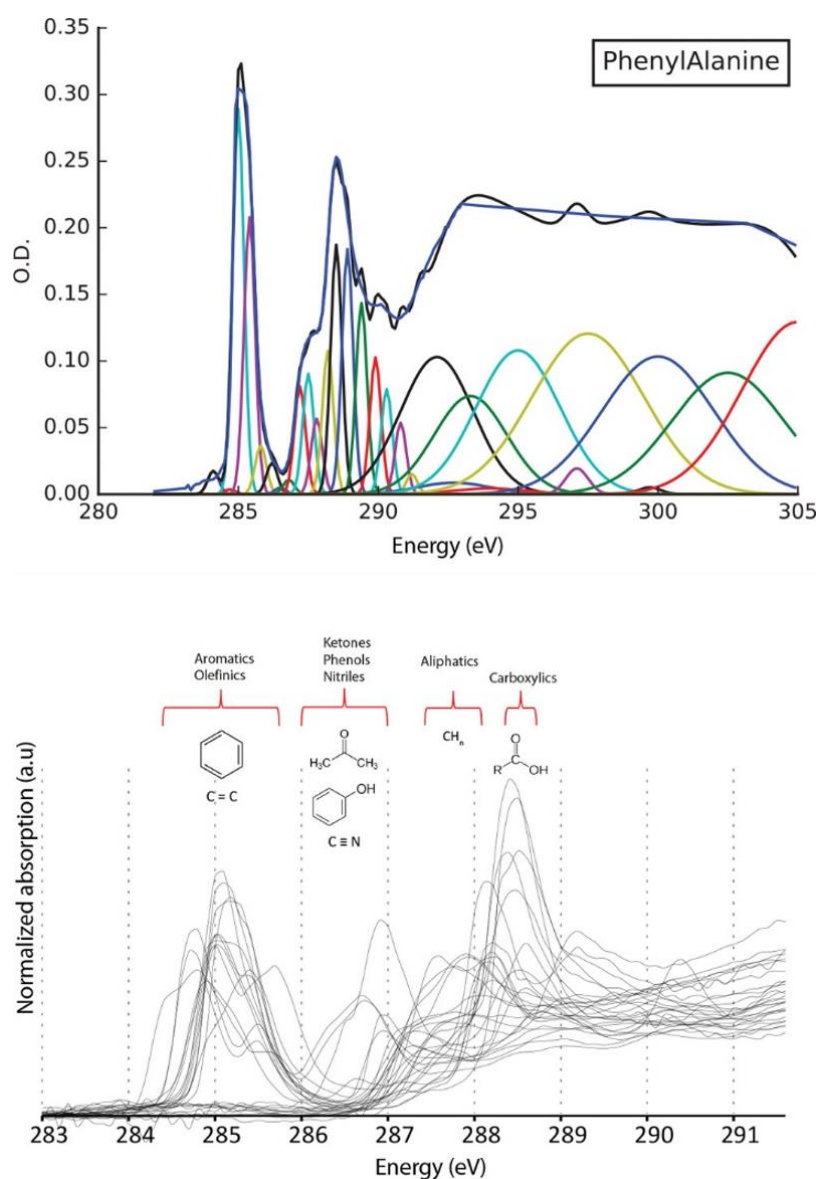 PhenylAlanine
0.35
0.30
0.25
0.20
0.15
0.10
0.05
0.00
O.D.
280 285 290 295 300 305
Energy (eV)
Aromatics
Olefinics
Ketones
Phenols
Nitriles
Aliphatics
Carboxylics
C = C
O
H₃C CH₃
OH
C ≡ N
CHₙ
O
R OH
Normalized absorption (a.u)
283 284 285 286 287 288 289 290 291
Energy (eV)